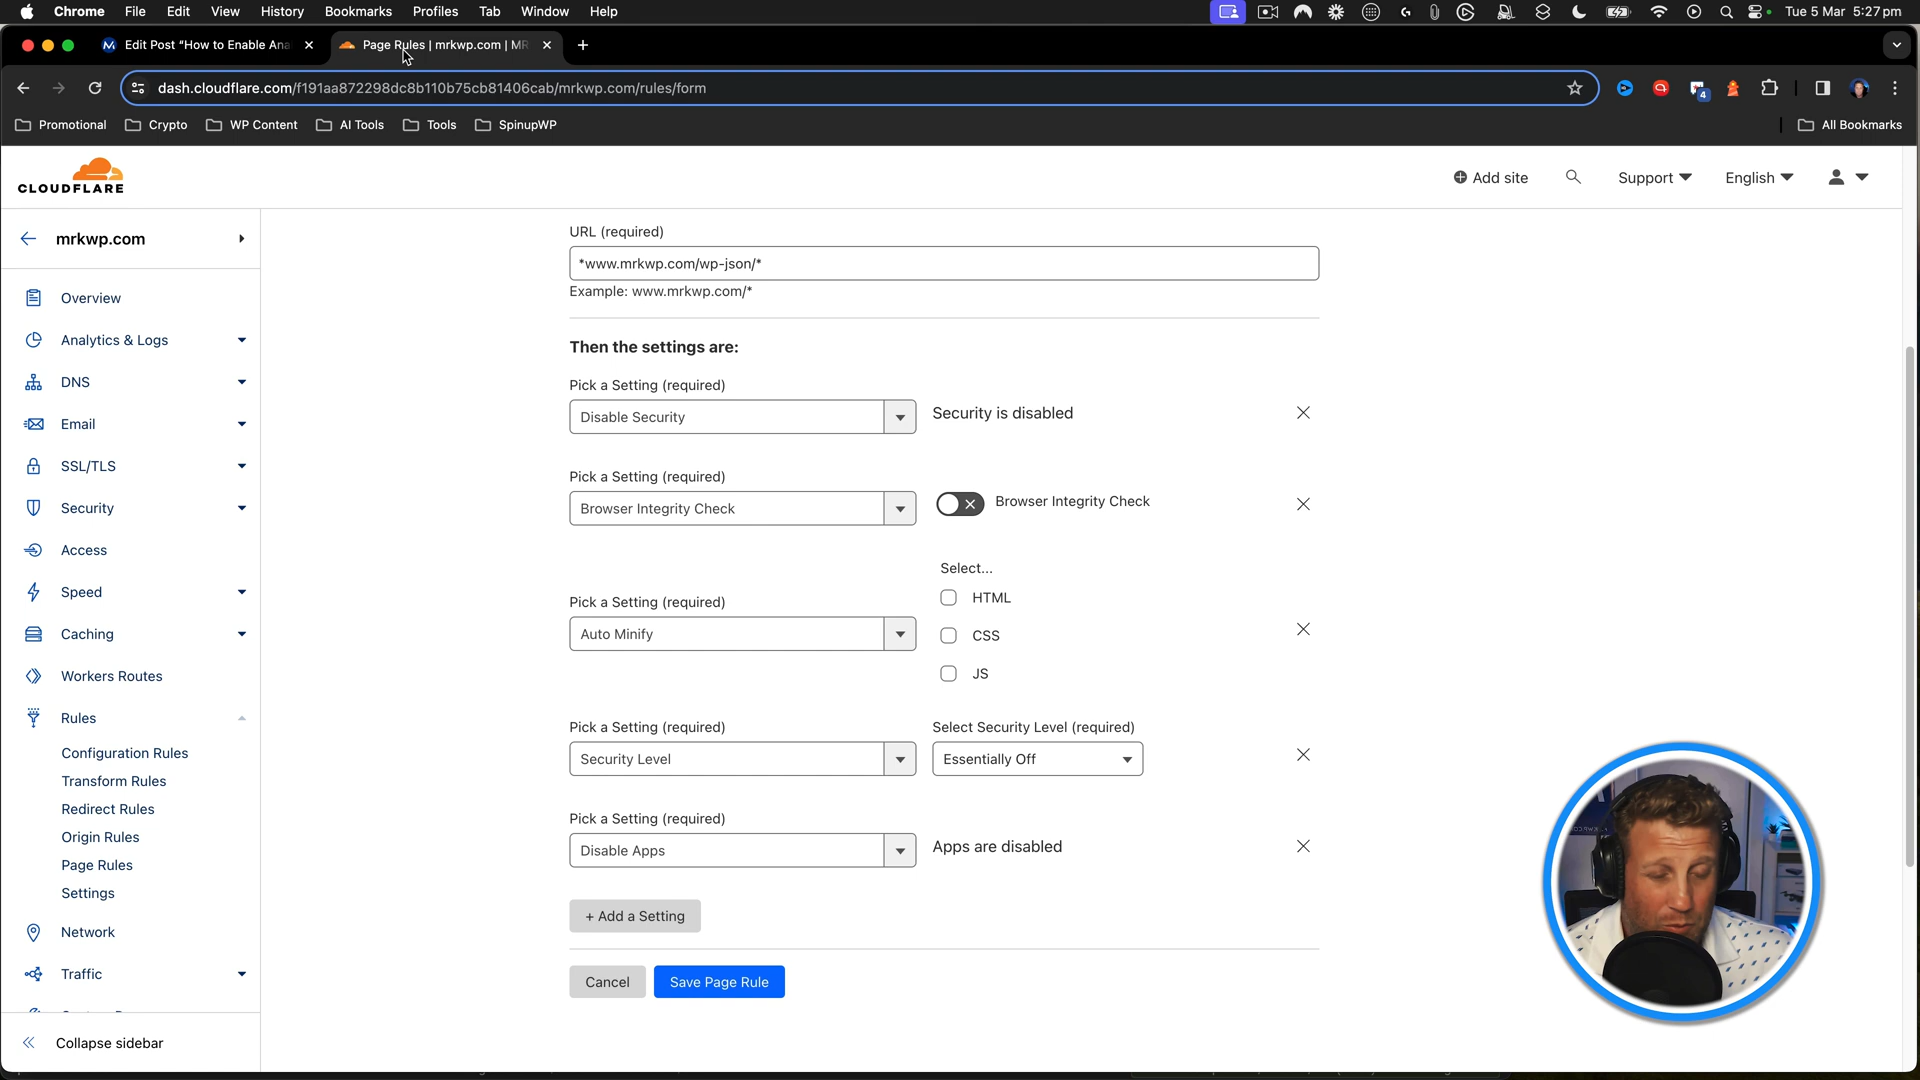 Chrome File Edit View History Bookmarks Profiles Tab Window Help
Tue 5 Mar 5:27 pm
Edit Post "How to Enable Ana
Page Rules | mrkwp.com | MR
dash.cloudflare.com/f191aa872298dc8b110b75cb81406cab/mrkwp.com/rules/form
4
Promotional Crypto WP Content AI Tools Tools SpinupWP All Bookmarks
CLOUDFLARE
Add site Support English
mrkwp.com
Overview
Analytics & Logs
DNS
Email
SSL/TLS
Security
Access
Speed
Caching
Workers Routes
Rules
Configuration Rules
Transform Rules
Redirect Rules
Origin Rules
Page Rules
Settings
Network
Traffic
Collapse sidebar
URL (required)
*www.mrkwp.com/wp-json/*
Example: www.mrkwp.com/*
Then the settings are:
Pick a Setting (required)
Disable Security
Security is disabled
Pick a Setting (required)
Browser Integrity Check
Browser Integrity Check
Select...
HTML
Pick a Setting (required)
Auto Minify
CSS
JS
Pick a Setting (required)
Select Security Level (required)
Security Level
Essentially Off
Pick a Setting (required)
Disable Apps
Apps are disabled
+ Add a Setting
Cancel Save Page Rule